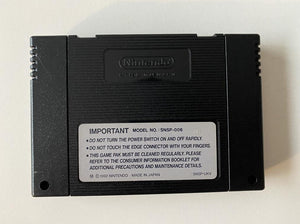 Nintendo
IMPORTANT MODEL NO. SNSP-006
• DO NOT TURN THE POWER SWITCH ON AND OFF RAPIDLY.
• DO NOT TOUCH THE EDGE CONNECTOR WITH YOUR FINGERS.
• THIS GAME PAK MUST BE CLEANED REGULARLY. PLEASE
REFER TO THE CONSUMER INFORMATION BOOKLET FOR
ADDITIONAL PRECAUTIONS AND MAINTENANCE DETAILS.
© 1992 NINTENDO MADE IN JAPAN